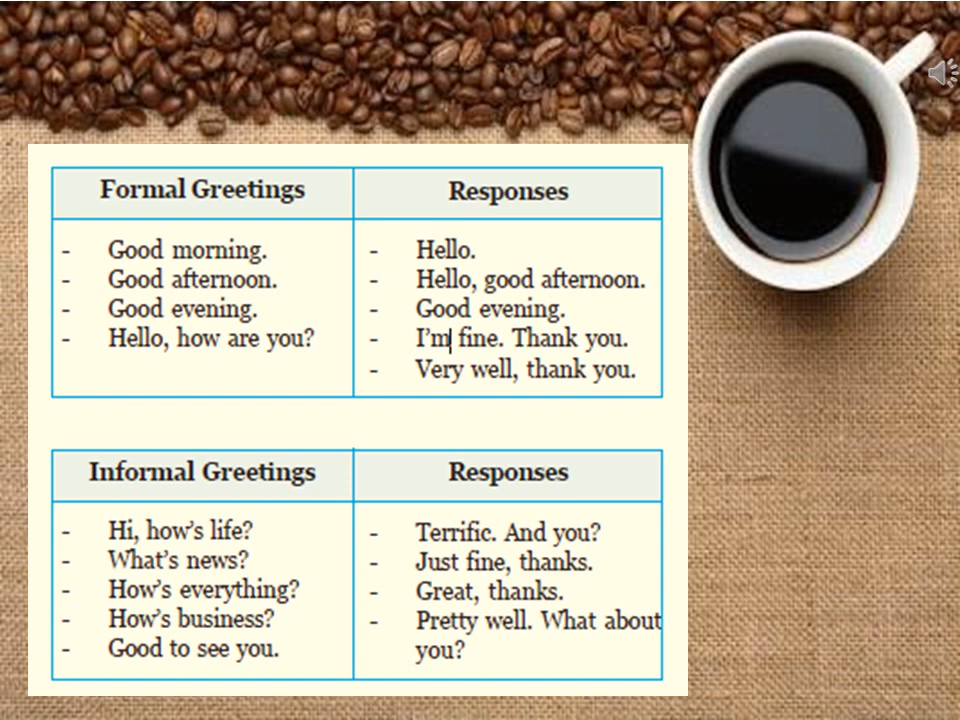 Formal Greetings
Responses
- Good morning.
- Good afternoon.
- Good evening.
- Hello, how are you?
- Hello.
- Hello, good afternoon.
- Good evening.
- I'm fine. Thank you.
- Very well, thank you.
Informal Greetings
Responses
- Hi, how's life?
- What's news?
- How's everything?
- How's business?
- Good to see you.
- Terrific. And you?
- Just fine, thanks.
- Great, thanks.
- Pretty well. What about
you?